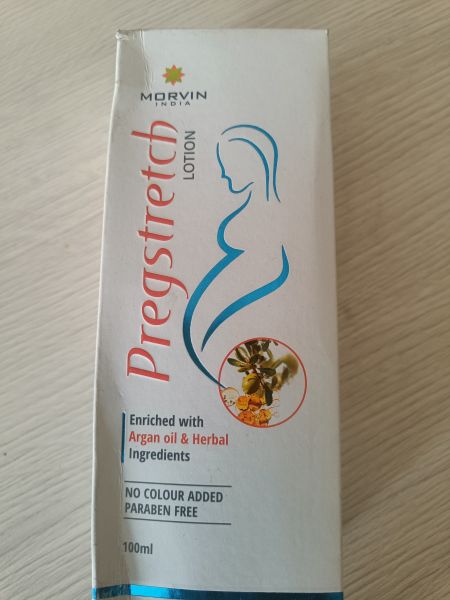 MORVIN
INDIA
Pregstretch
LOTION
Enriched with
Argan oil & Herbal
Ingredients
NO COLOUR ADDED
PARABEN FREE
100ml